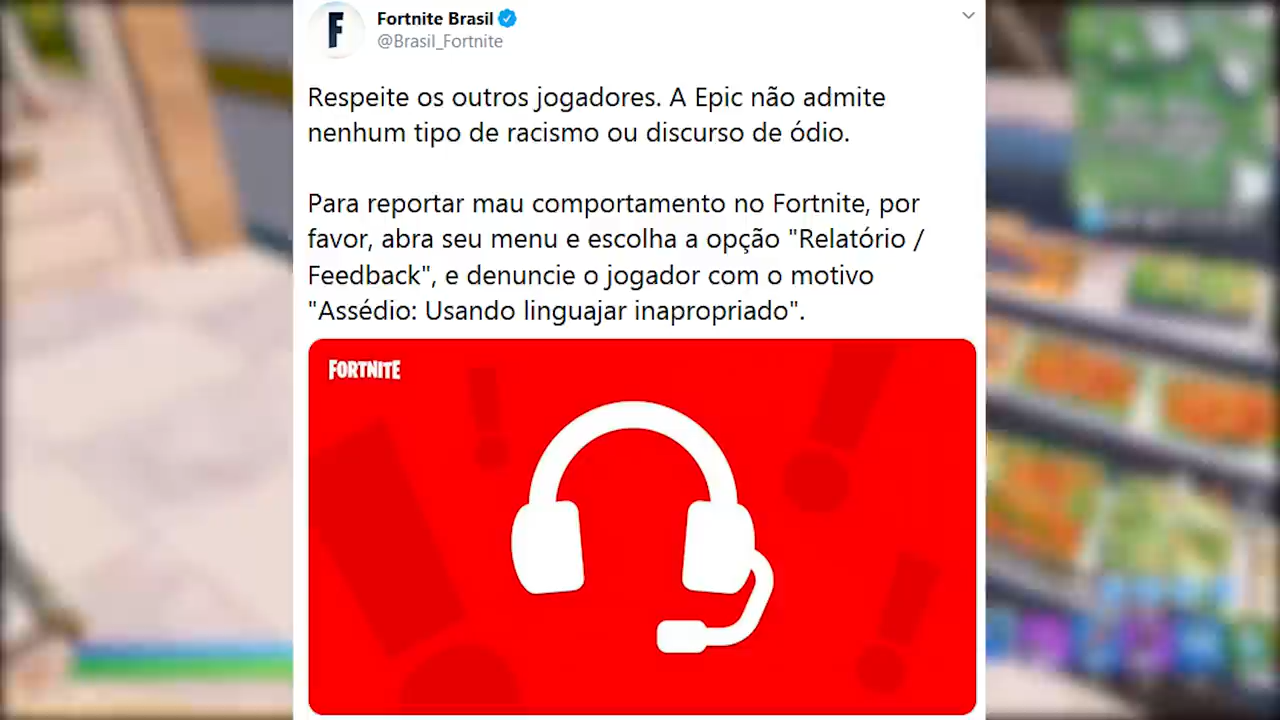 Fortnite Brasil
@Brasil_Fortnite
Respeite os outros jogadores. A Epic não admite
nenhum tipo de racismo ou discurso de ódio.
Para reportar mau comportamento no Fortnite, por
favor, abra seu menu e escolha a opção "Relatório /
Feedback", e denuncie o jogador com o motivo
"Assédio: Usando linguajar inapropriado".
FORTNITE